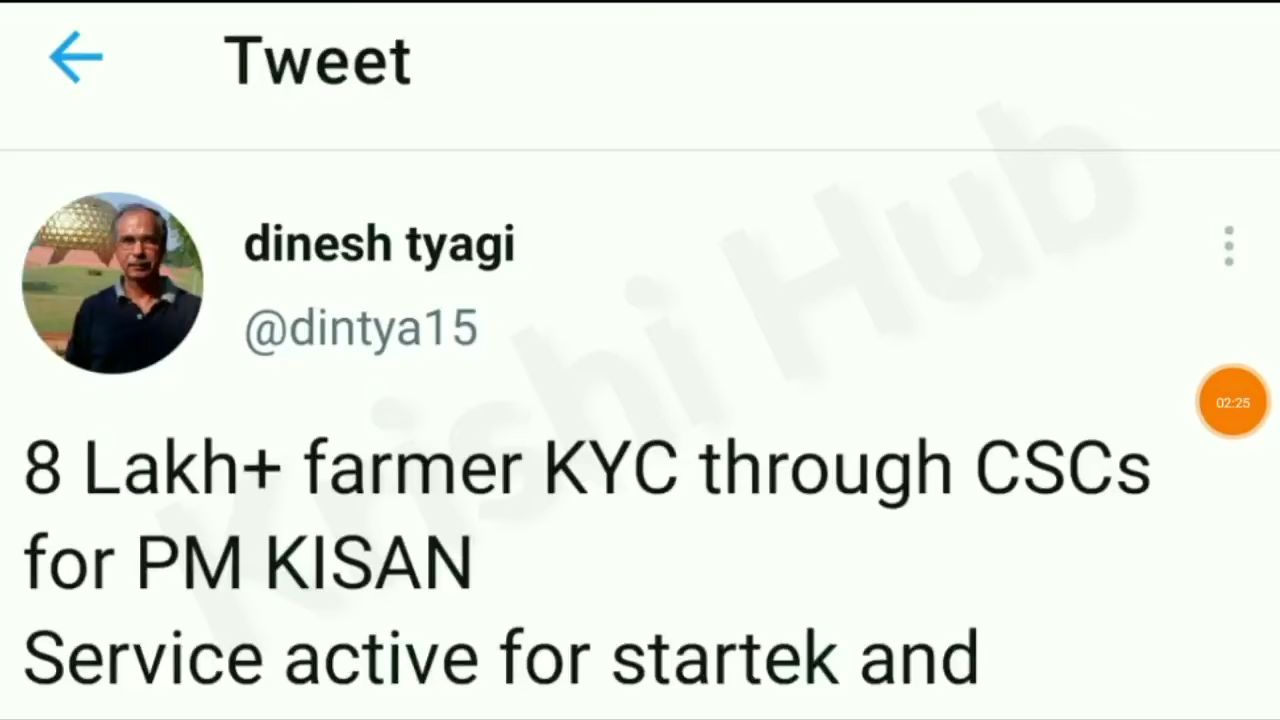 Tweet
dinesh tyagi
@dintya15
02:25
8 Lakh+ farmer KYC through CSCs
for PM KISAN
Service active for startek and
Krishi Hub